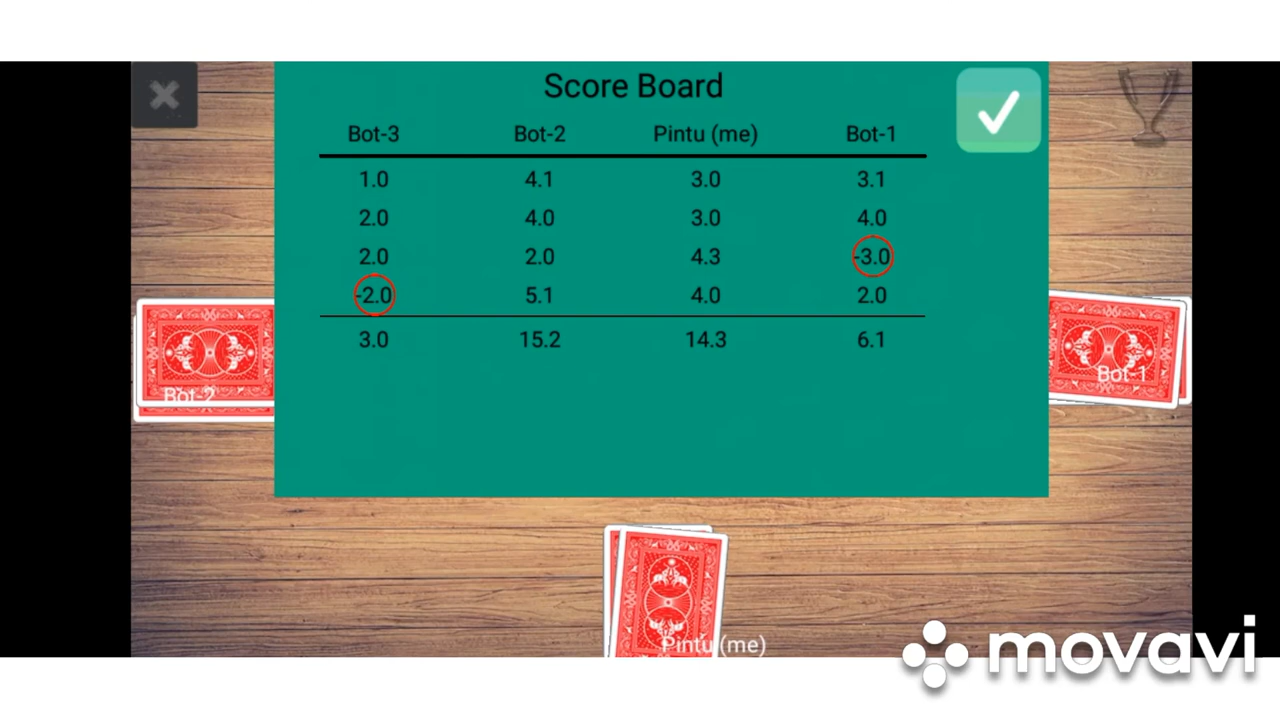 Score Board
Bot-3 Bot-2 Pintu (me) Bot-1
1.0 4.1 3.0 3.1
2.0 4.0 3.0 4.0
2.0 2.0 4.3 -3.0
-2.0 5.1 4.0 2.0
3.0 15.2 14.3 6.1
Bot-1
Bot-2
Pintu (me)
movavi